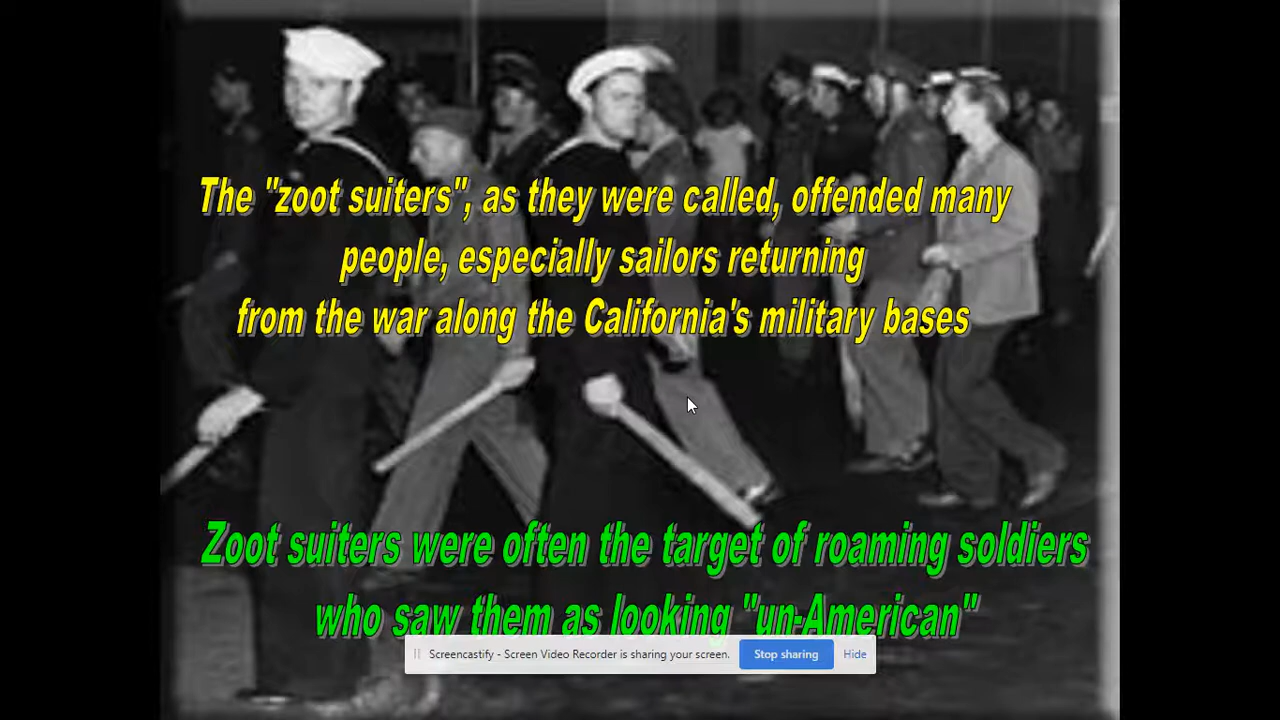 The "zoot suiters", as they were called, offended many
people, especially sailors returning
from the war along the California's military bases
Zoot suiters were often the target of roaming soldiers
who saw them as looking "un-American"
Screencastify - Screen Video Recorder is sharing your screen. Stop sharing Hide